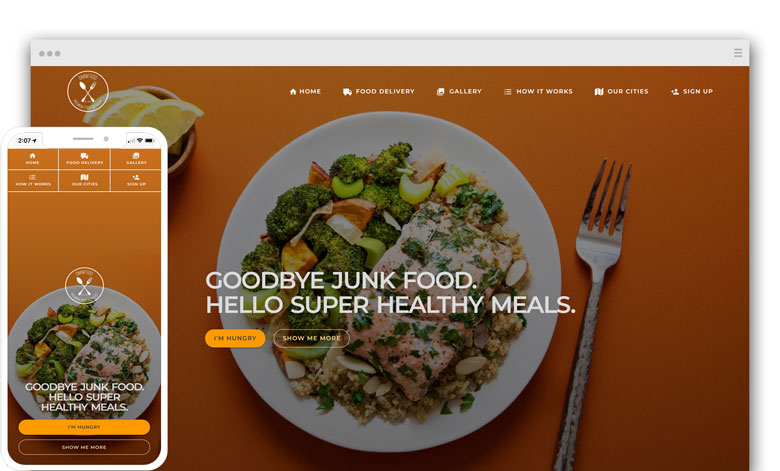 HOME
FOOD DELIVERY
GALLERY
HOW IT WORKS
OUR CITIES
SIGN UP
GOODBYE JUNK FOOD.
HELLO SUPER HEALTHY MEALS.
I'M HUNGRY
SHOW ME MORE
2:07
HOME
FOOD DELIVERY
GALLERY
HOW IT WORKS
OUR CITIES
SIGN UP
GOODBYE JUNK FOOD.
HELLO SUPER
HEALTHY MEALS.
I'M HUNGRY
SHOW ME MORE